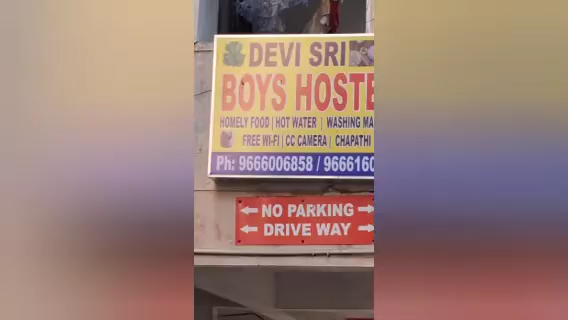 DEVI SRI
BOYS HOSTE
HOMELY FOOD | HOT WATER | WASHING MA
FREE WI-FI | CC CAMERA | CHAPATHI
Ph: 9666006858 / 9666160
NO PARKING
DRIVE WAY